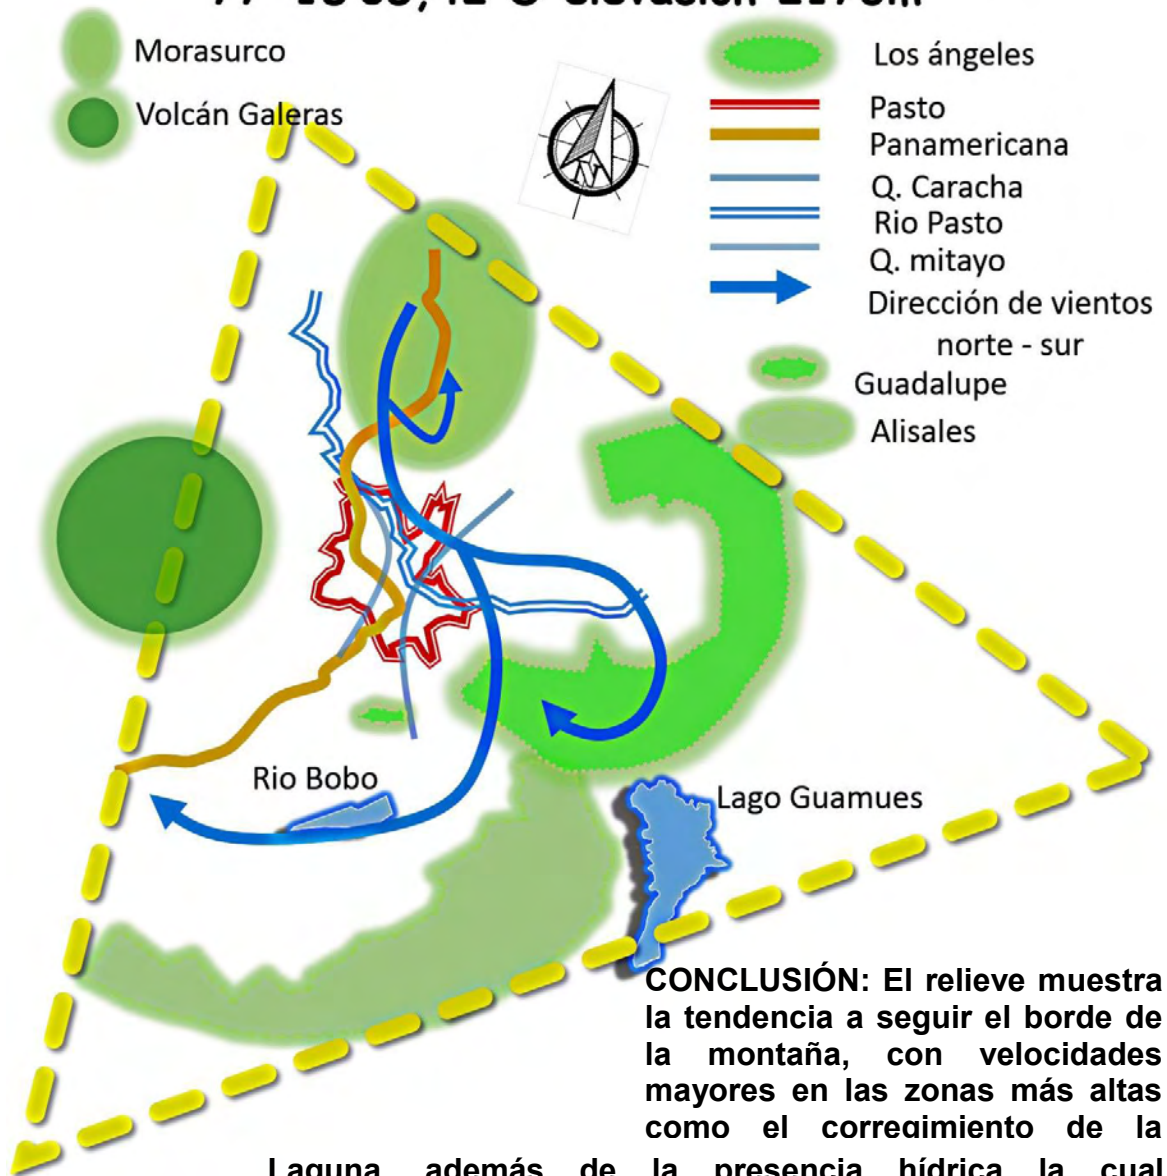 Morasurco
Volcán Galeras
Los ángeles
Pasto
Panamericana
Q. Caracha
Rio Pasto
Q. mitayo
Dirección de vientos
norte - sur
Guadalupe
Alisales
Rio Bobo
Lago Guamues
CONCLUSIÓN: El relieve muestra
la tendencia a seguir el borde de
la montaña, con velocidades
mayores en las zonas más altas
como el corregimiento de la
Laguna además de la presencia hídrica la cual